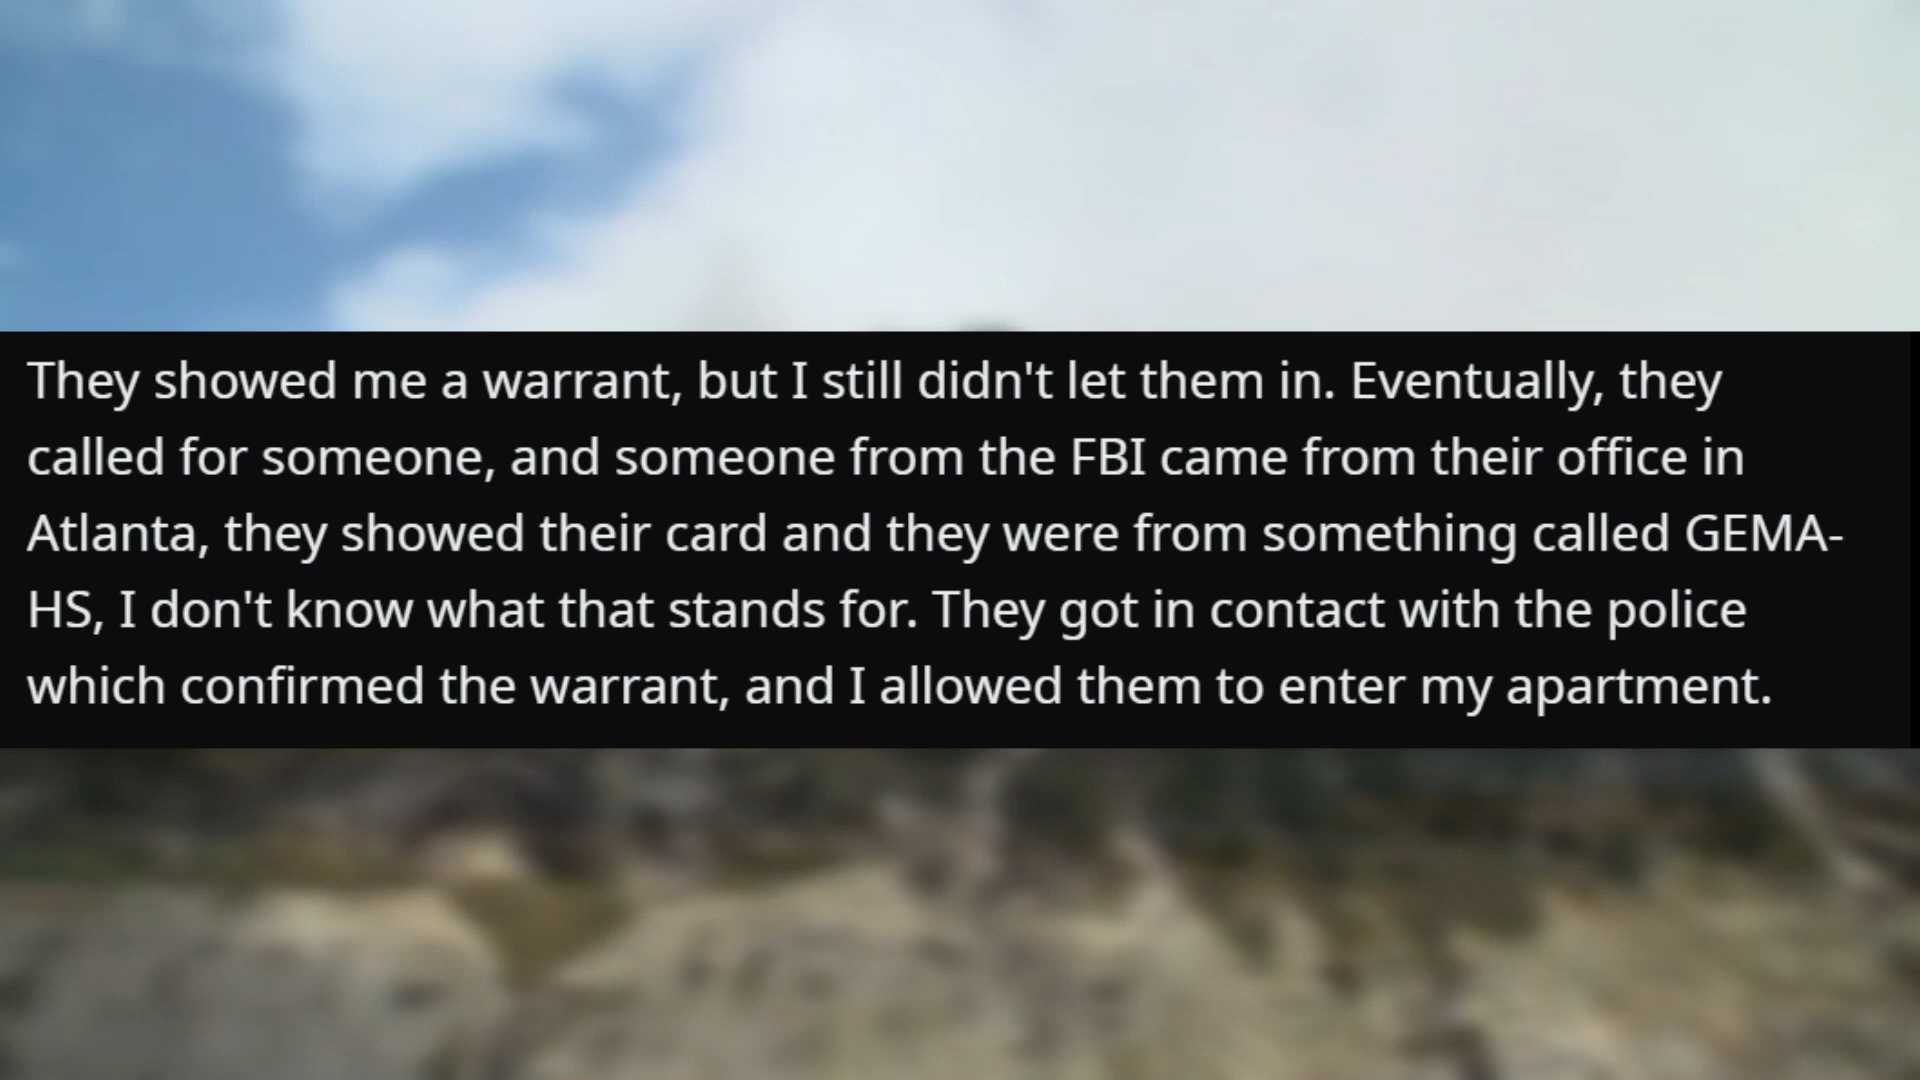 They showed me a warrant, but I still didn't let them in. Eventually, they
called for someone, and someone from the FBI came from their office in
Atlanta, they showed their card and they were from something called GEMA-
HS, I don't know what that stands for. They got in contact with the police
which confirmed the warrant, and I allowed them to enter my apartment.